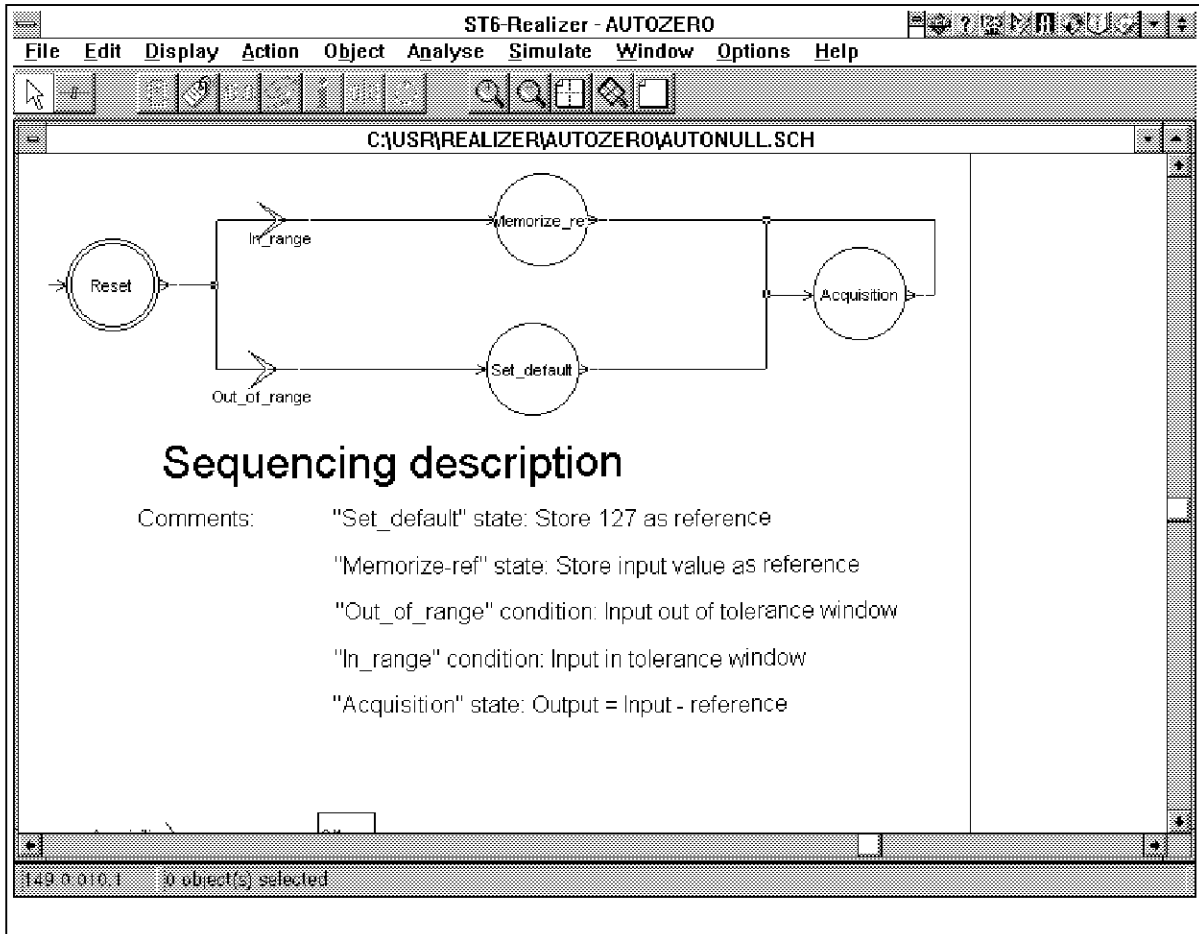 ST6-Realizer - AUTOZERO
File Edit Display Action Object Analyse Simulate Window Options Help
C:\USR\REALIZER\AUTOZERO\AUTONULL.SCH
In_range
Memorize_re
Reset
Acquisition
Set_default
Out_of_range
Sequencing description
Comments: "Set_default" state: Store 127 as reference
"Memorize-ref" state: Store input value as reference
"Out_of_range" condition: Input out of tolerance window
"In_range" condition: Input in tolerance window
"Acquisition" state: Output = Input - reference
0 object(s) selected